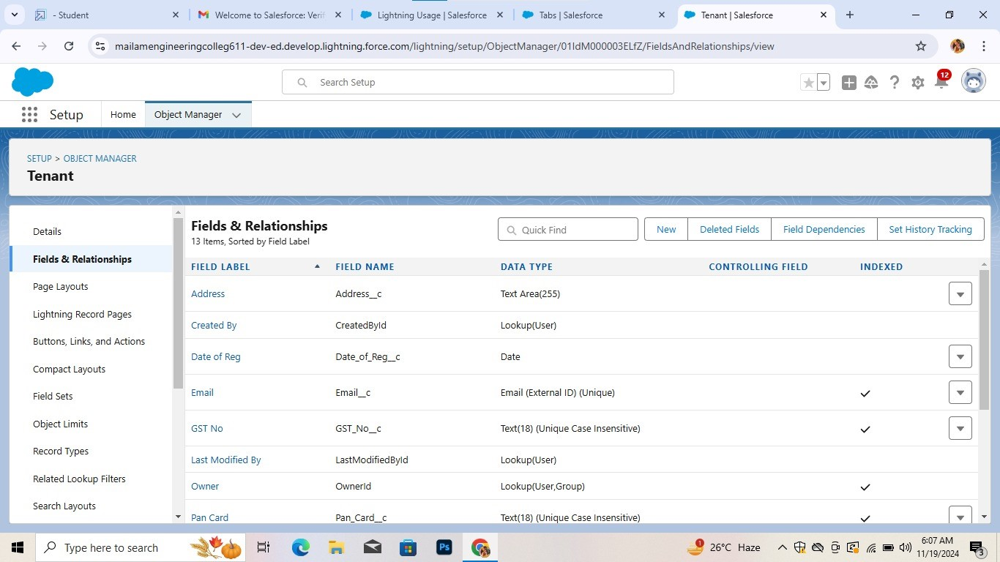 - Student
Welcome to Salesforce: Verif
Lightning Usage | Salesforce
Tabs | Salesforce
Tenant | Salesforce
mailamengineeringcolleg611-dev-ed.develop.lightning.force.com/lightning/setup/ObjectManager/01IdM000003ELfZ/FieldsAndRelationships/view
Search Setup
12
Setup
Home
Object Manager
SETUP > OBJECT MANAGER
Tenant
Details
Fields & Relationships
Page Layouts
Lightning Record Pages
Buttons, Links, and Actions
Compact Layouts
Field Sets
Object Limits
Record Types
Related Lookup Filters
Search Layouts
Fields & Relationships
13 Items, Sorted by Field Label
Quick Find
New
Deleted Fields
Field Dependencies
Set History Tracking
FIELD LABEL FIELD NAME DATA TYPE CONTROLLING FIELD INDEXED
Address Address__c Text Area(255)
Created By CreatedById Lookup(User)
Date of Reg Date_of_Reg__c Date
Email Email__c Email (External ID) (Unique)
GST No GST_No__c Text(18) (Unique Case Insensitive)
Last Modified By LastModifiedById Lookup(User)
Owner OwnerId Lookup(User,Group)
Pan Card Pan_Card__c Text(18) (Unique Case Insensitive)
Type here to search
Ps
1
26°C Haze
6:07 AM
11/19/2024
3